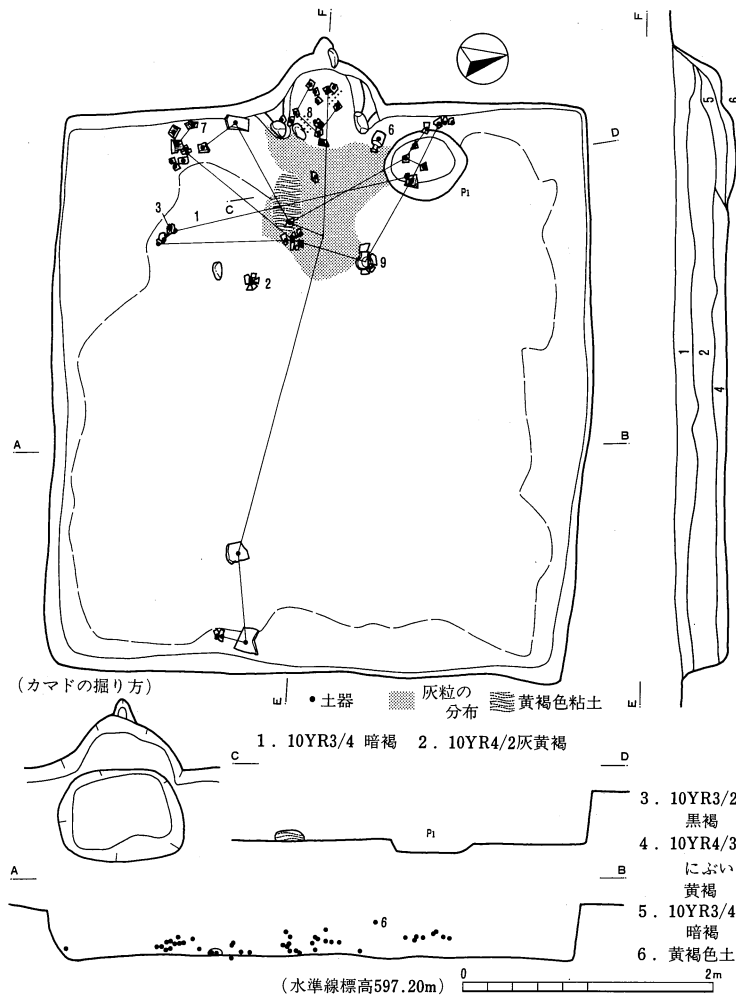 F
F
7
8
6
D
3
1
C
P1
9
2
5
6
1
2
4
A
B
(カマドの掘り方)
E
E
●土器
灰粒の
分布
黄褐色粘土
1.10YR3/4 暗褐 2.10YR4/2灰黄褐
C
D
P1
3.10YR3/2
黒褐
4.10YR4/3
にぶい
黄褐
5.10YR3/4
暗褐
6.黄褐色土
A
B
6
(水準線標高597.20m)
0
2m